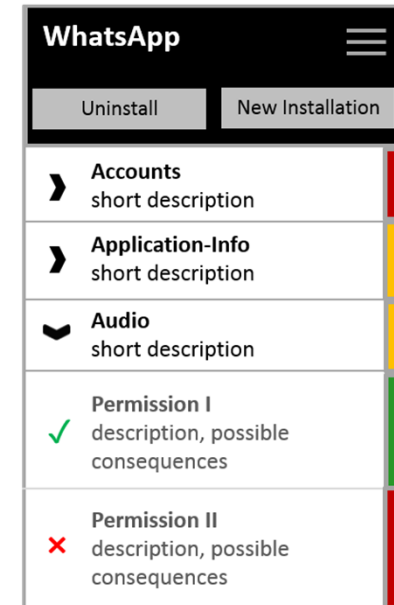 WhatsApp
Uninstall
New Installation
Accounts
short description
Application-Info
short description
Audio
short description
Permission I
description, possible
consequences
Permission II
description, possible
consequences